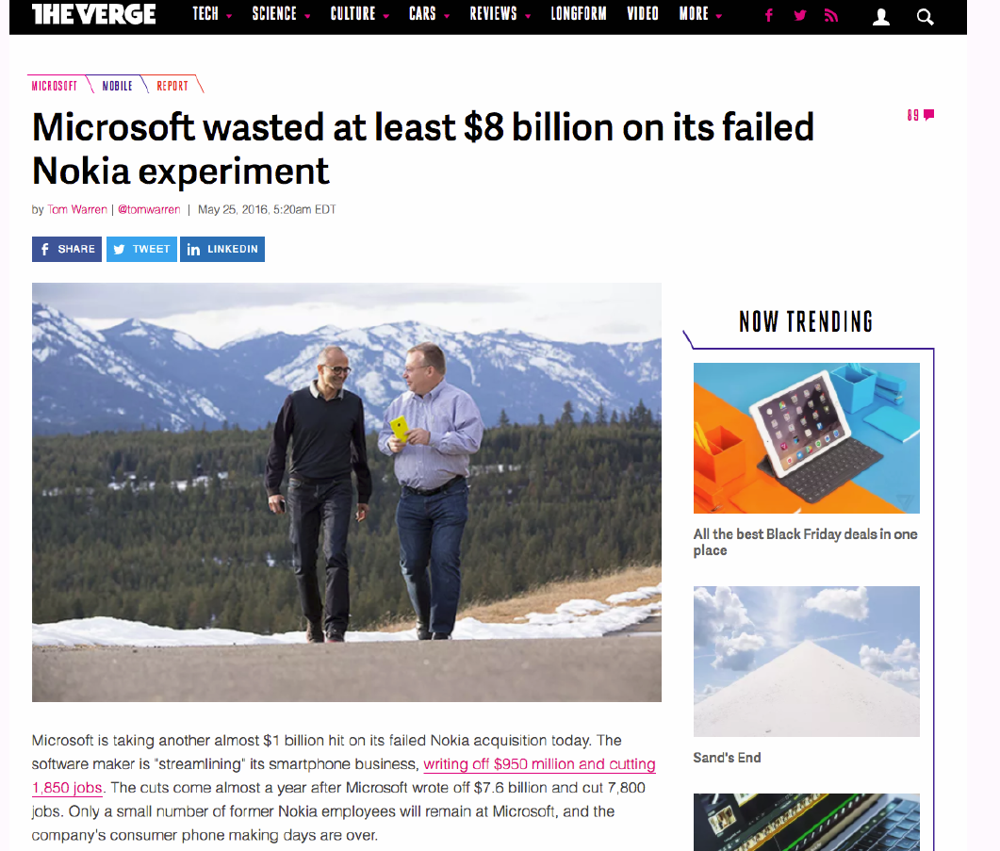 THE VERGE
TECH SCIENCE CULTURE CARS REVIEWS LONGFORM VIDEO MORE
MICROSOFT MOBILE REPORT
Microsoft wasted at least $8 billion on its failed
Nokia experiment
89
by Tom Warren | @tomwarren | May 25, 2016, 5:20am EDT
SHARE TWEET LINKEDIN
NOW TRENDING
All the best Black Friday deals in one
place
Sand's End
Microsoft is taking another almost $1 billion hit on its failed Nokia acquisition today. The
software maker is "streamlining" its smartphone business, writing off $950 million and cutting
1,850 jobs. The cuts come almost a year after Microsoft wrote off $7.6 billion and cut 7,800
jobs. Only a small number of former Nokia employees will remain at Microsoft, and the
company's consumer phone making days are over.